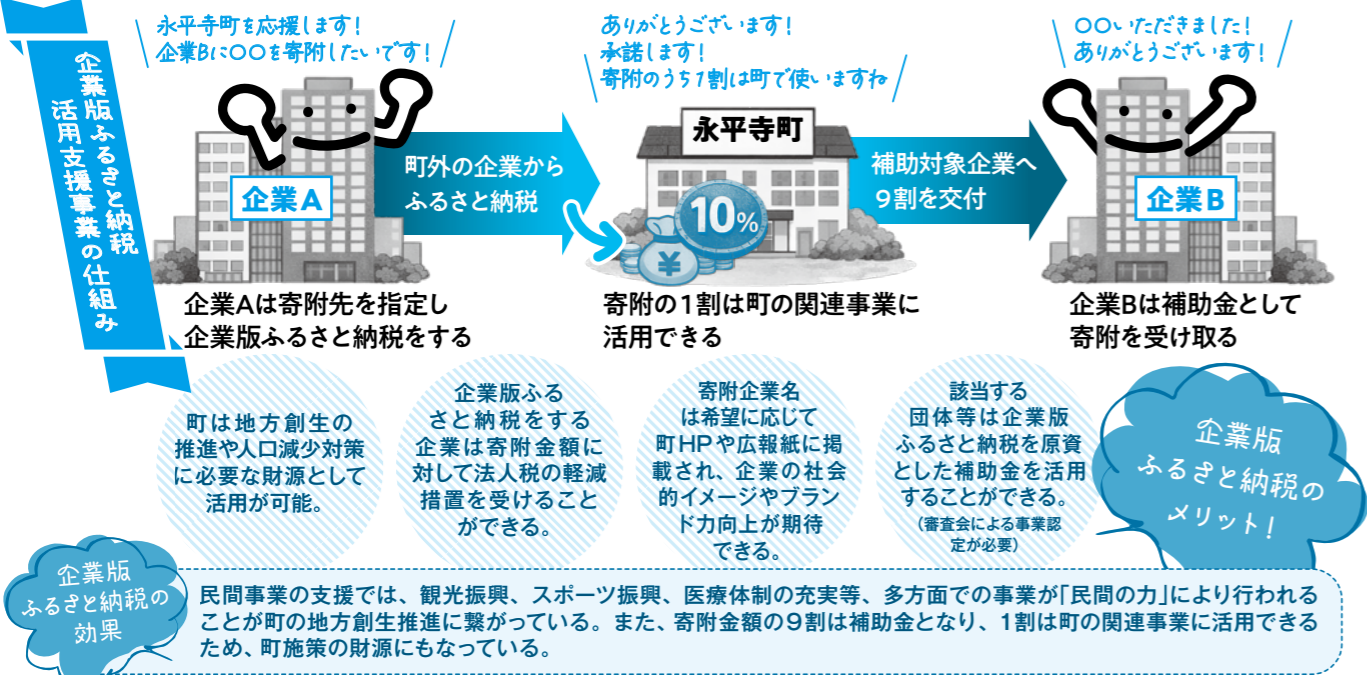 企業版ふるさと納税
活用支援事業の仕組み
永平寺町を応援します！
企業Bに〇〇を寄附したいです！
ありがとうございます！
承諾します！
寄附のうち1割は町で使いますね
〇〇いただきました！
ありがとうございます！
企業A
町外の企業から
ふるさと納税
永平寺町
10%
¥
補助対象企業へ
9割を交付
企業B
企業Aは寄附先を指定し
企業版ふるさと納税をする
寄附の1割は町の関連事業に
活用できる
企業Bは補助金として
寄附を受け取る
町は地方創生の
推進や人口減少対策
に必要な財源として
活用が可能。
企業版ふる
さと納税をする
企業は寄附金額に
対して法人税の軽減
措置を受けること
ができる。
寄附企業名
は希望に応じて
町HPや広報紙に掲
載され、企業の社会
的イメージやブラン
ド力向上が期待
できる。
該当する
団体等は企業版
ふるさと納税を原資
とした補助金を活用
することができる。
（審査会による事業認
定が必要）
企業版
ふるさと納税の
メリット！
企業版
ふるさと納税の
効果
民間事業の支援では、観光振興、スポーツ振興、医療体制の充実等、多方面での事業が「民間の力」により行われる
ことが町の地方創生推進に繋がっている。また、寄附金額の9割は補助金となり、1割は町の関連事業に活用できる
ため、町施策の財源にもなっている。